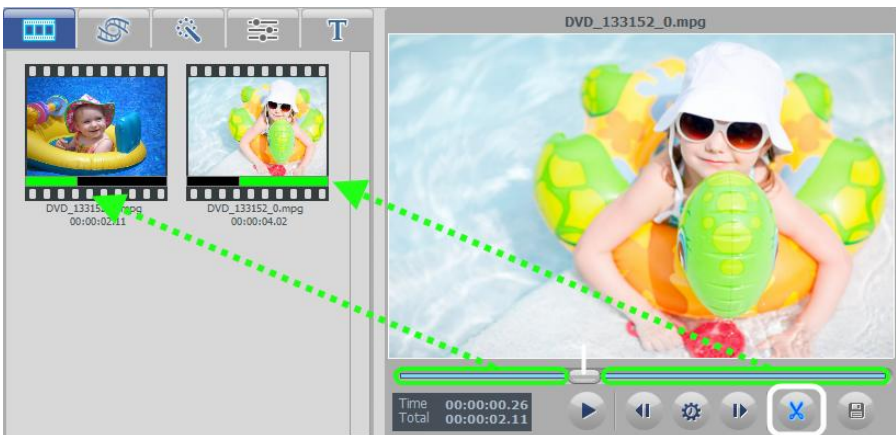 T
DVD_133152_0.mpg
DVD_13315 .mpg
00:00:02.11
DVD_133152_0.mpg
00:00:04.02
Time 00:00:00.26
Total 00:00:02.11